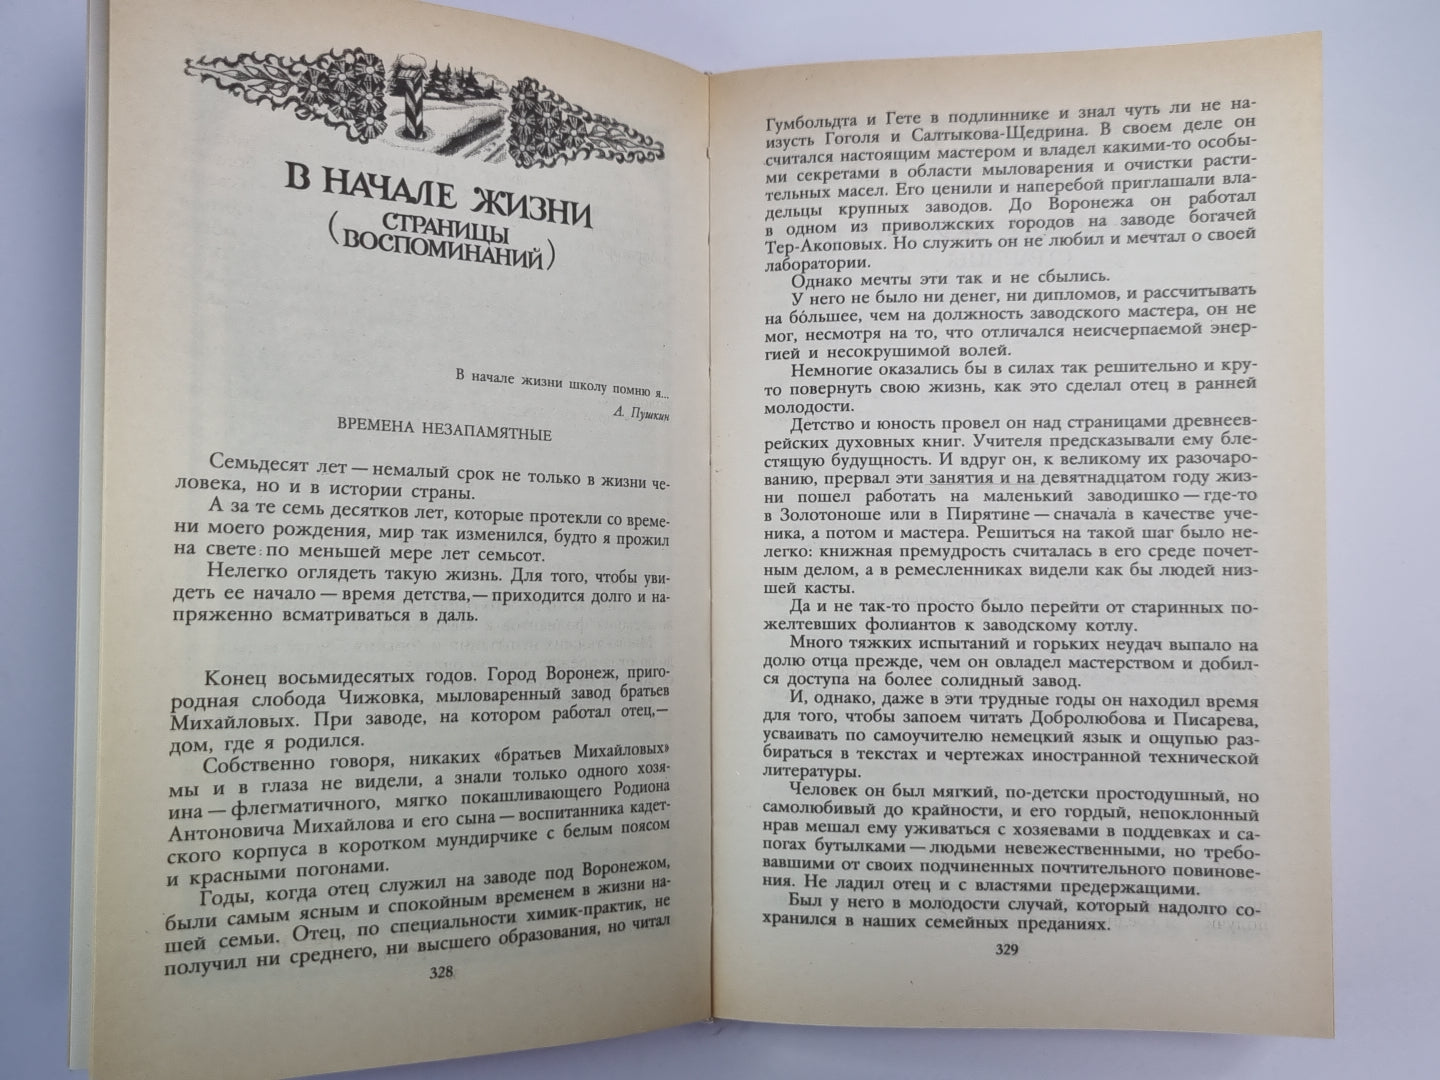 В НАЧАЛЕ ЖИЗНИ
(СТРАНИЦЫ
ВОСПОМИНАНИЙ)
В начале жизни школу помню я...
А. Пушкин
ВРЕМЕНА НЕЗАПАМЯТНЫЕ
Семьдесят лет — немалый срок не только в жизни че-
ловека, но и в истории страны.
А за те семь десятков лет, которые протекли со време-
ни моего рождения, мир так изменился, будто я прожил
на свете по меньшей мере лет семьсот.
Нелегко оглядеть такую жизнь. Для того, чтобы уви-
деть ее начало — время детства,— приходится долго и на-
пряженно всматриваться в даль.
Конец восьмидесятых годов. Город Воронеж, приго-
родная слобода Чижовка, мыловаренный завод братьев
Михайловых. При заводе, на котором работал отец,—
дом, где я родился.
Собственно говоря, никаких «братьев Михайловых»
мы и в глаза не видели, а знали только одного хозя-
ина — флегматичного, мягко покашливающего Родиона
Антоновича Михайлова и его сына — воспитанника кадет-
ского корпуса в коротком мундирчике с белым поясом
и красными погонами.
Годы, когда отец служил на заводе под Воронежом,
были самым ясным и спокойным временем в жизни на-
шей семьи. Отец, по специальности химик-практик, не
получил ни среднего, ни высшего образования, но читал
328
Гумбольдта и Гете в подлиннике и знал чуть ли не на-
изусть Гоголя и Салтыкова-Щедрина. В своем деле он
считался настоящим мастером и владел какими-то особы-
ми секретами в области мыловарения и очистки расти-
тельных масел. Его ценили и наперебой приглашали вла-
дельцы крупных заводов. До Воронежа он работал
в одном из приволжских городов на заводе богачей
Тер-Акоповых. Но служить он не любил и мечтал о своей
лаборатории.
Однако мечты эти так и не сбылись.
У него не было ни денег, ни дипломов, и рассчитывать
на бо́льшее, чем на должность заводского мастера, он не
мог, несмотря на то, что отличался неисчерпаемой энер-
гией и несокрушимой волей.
Немногие оказались бы в силах так решительно и кру-
то повернуть свою жизнь, как это сделал отец в ранней
молодости.
Детство и юность провел он над страницами древнеев-
рейских духовных книг. Учителя предсказывали ему бле-
стящую будущность. И вдруг он, к великому их разочаро-
ванию, прервал эти занятия и на девятнадцатом году жиз-
ни пошел работать на маленький заводишко — где-то
в Золотоноше или в Пирятине — сначала в качестве уче-
ника, а потом и мастера. Решиться на такой шаг было не-
легко: книжная премудрость считалась в его среде почет-
ным делом, а в ремесленниках видели как бы людей низ-
шей касты.
Да и не так-то просто было перейти от старинных по-
желтевших фолиантов к заводскому котлу.
Много тяжких испытаний и горьких неудач выпало на
долю отца прежде, чем он овладел мастерством и добил-
ся доступа на более солидный завод.
И, однако, даже в эти трудные годы он находил время
для того, чтобы запоем читать Добролюбова и Писарева,
усваивать по самоучителю немецкий язык и ощупью раз-
бираться в текстах и чертежах иностранной технической
литературы.
Человек он был мягкий, по-детски простодушный, но
самолюбивый до крайности, и его гордый, непоклонный
нрав мешал ему уживаться с хозяевами в поддевках и са-
погах бутылками — людьми невежественными, но требо-
вавшими от своих подчиненных почтительного повинове-
ния. Не ладил отец и с властями предержащими.
Был у него в молодости случай, который надолго со-
хранился в наших семейных преданиях.
329